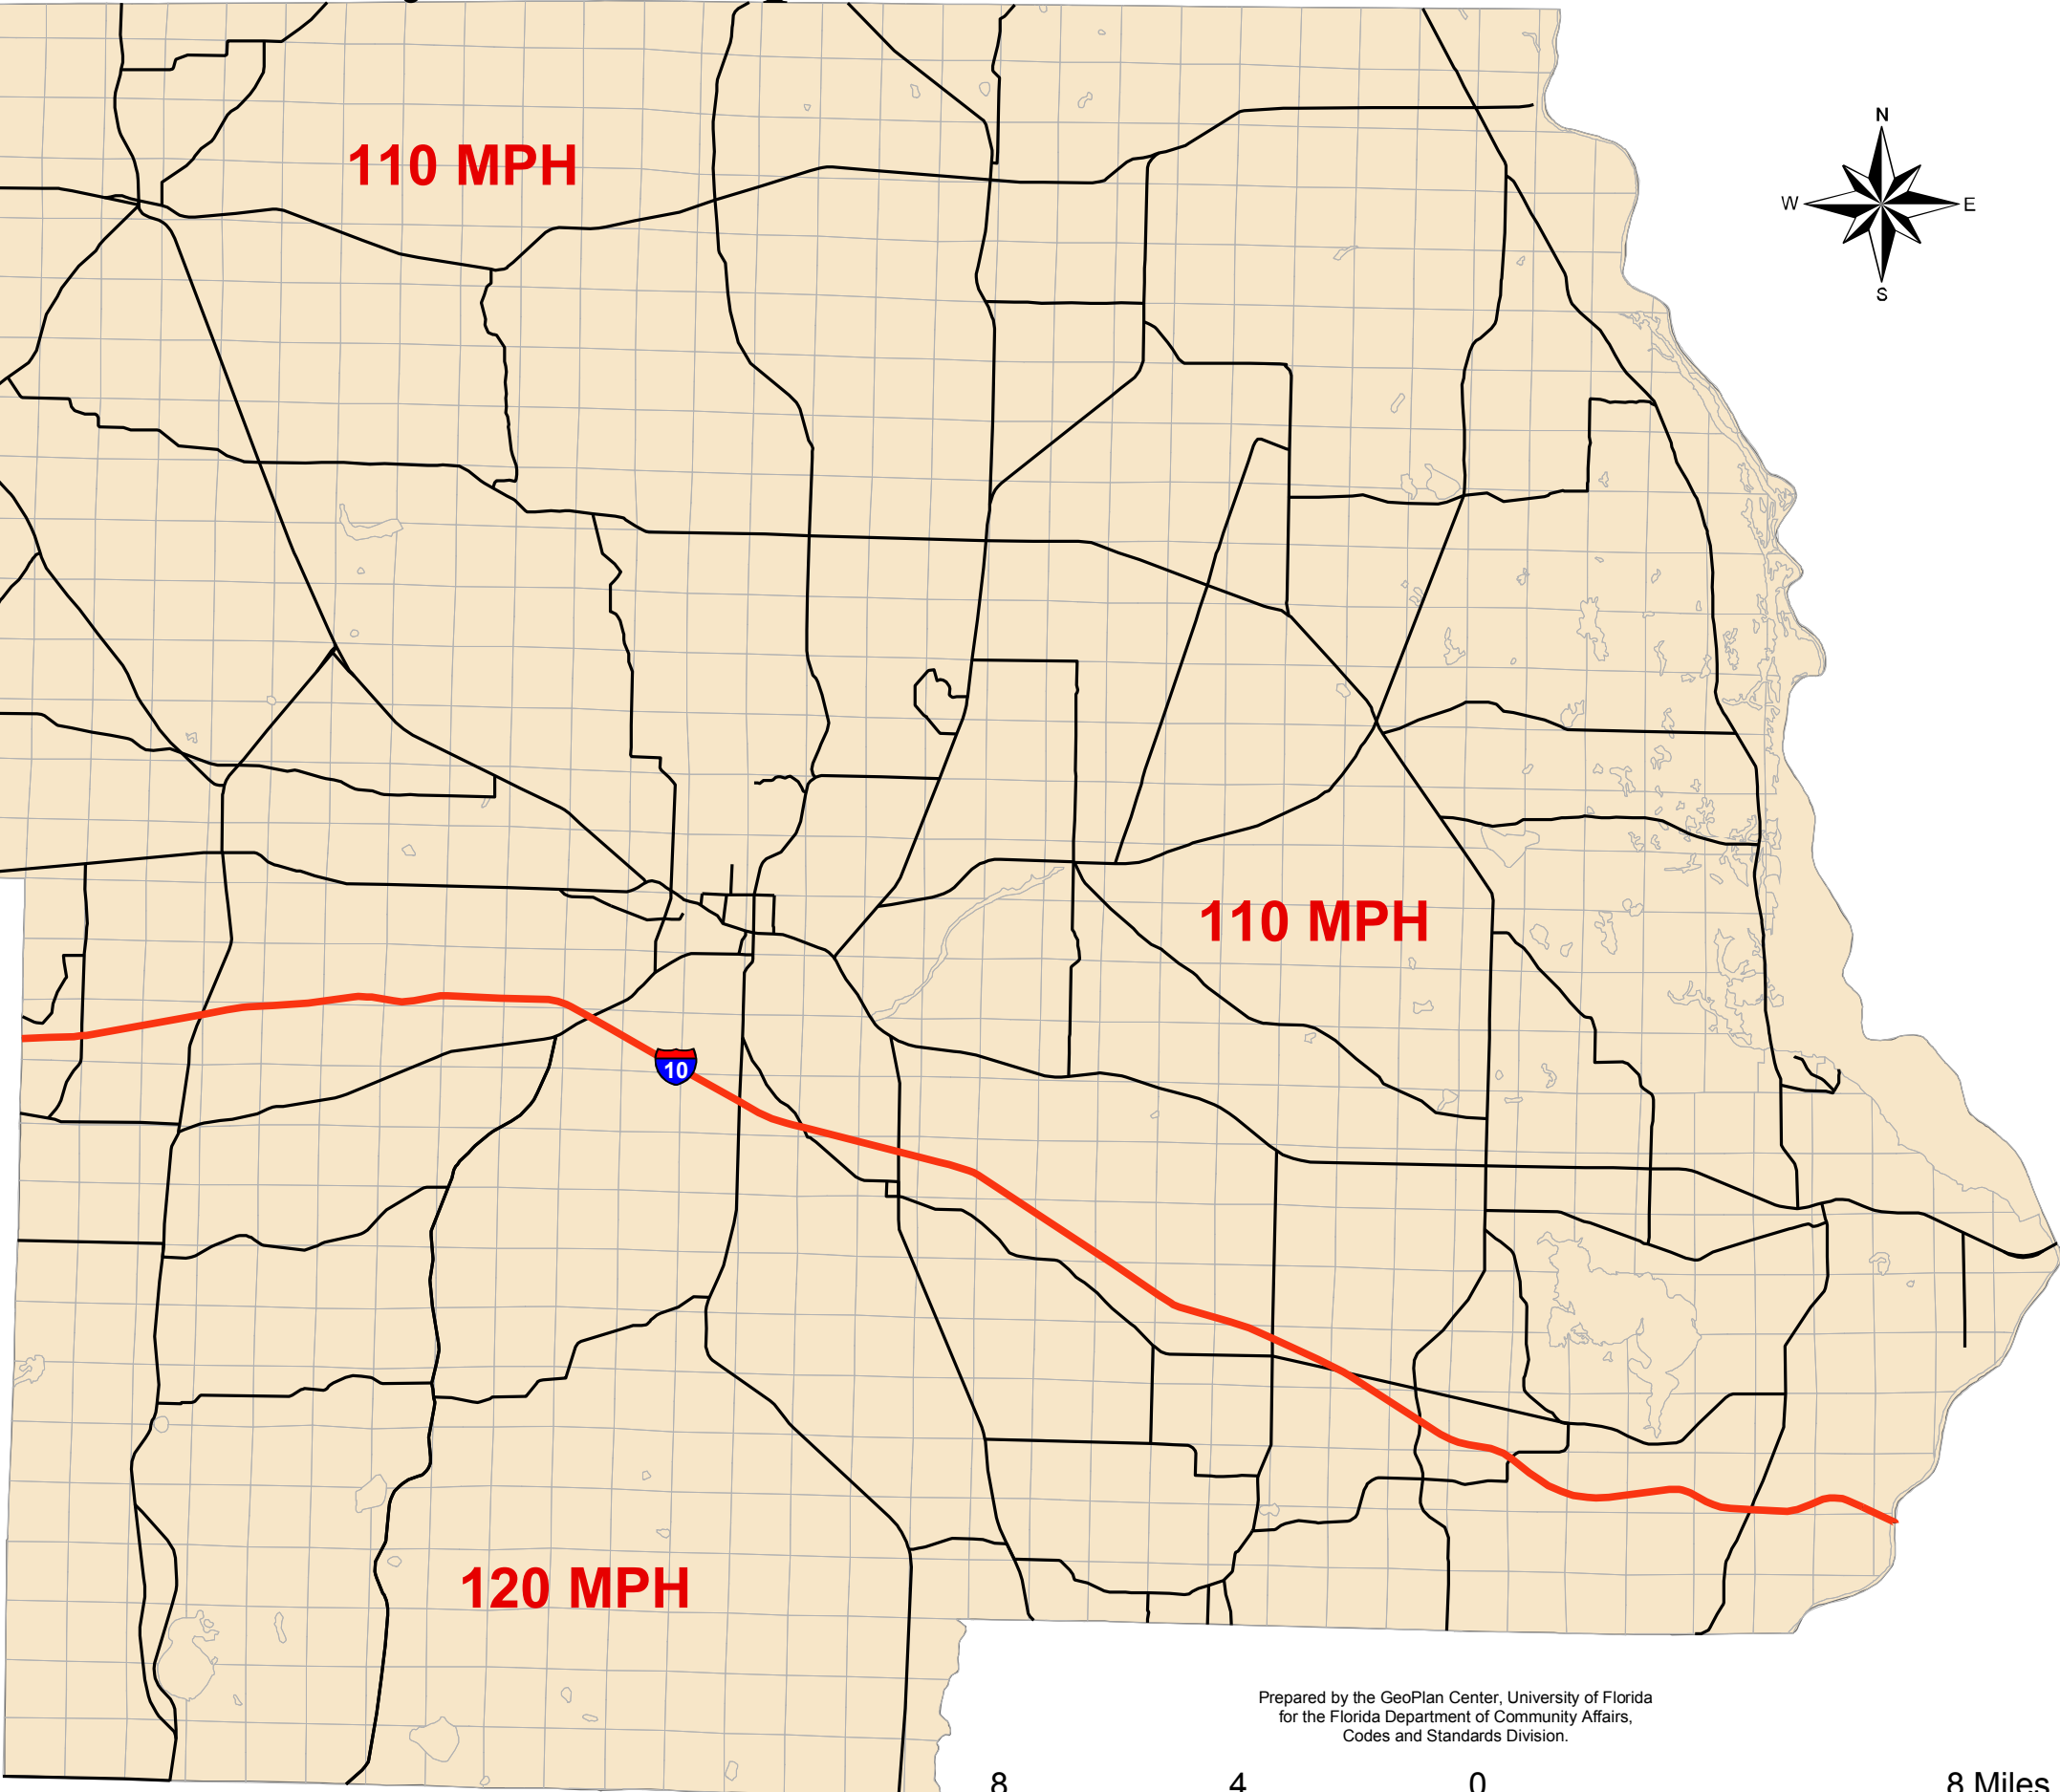 N
110 MPH
W E
S
110 MPH
10
120 MPH
Prepared by the GeoPlan Center, University of Florida
for the Florida Department of Community Affairs,
Codes and Standards Division.
8 4 0 8 Miles